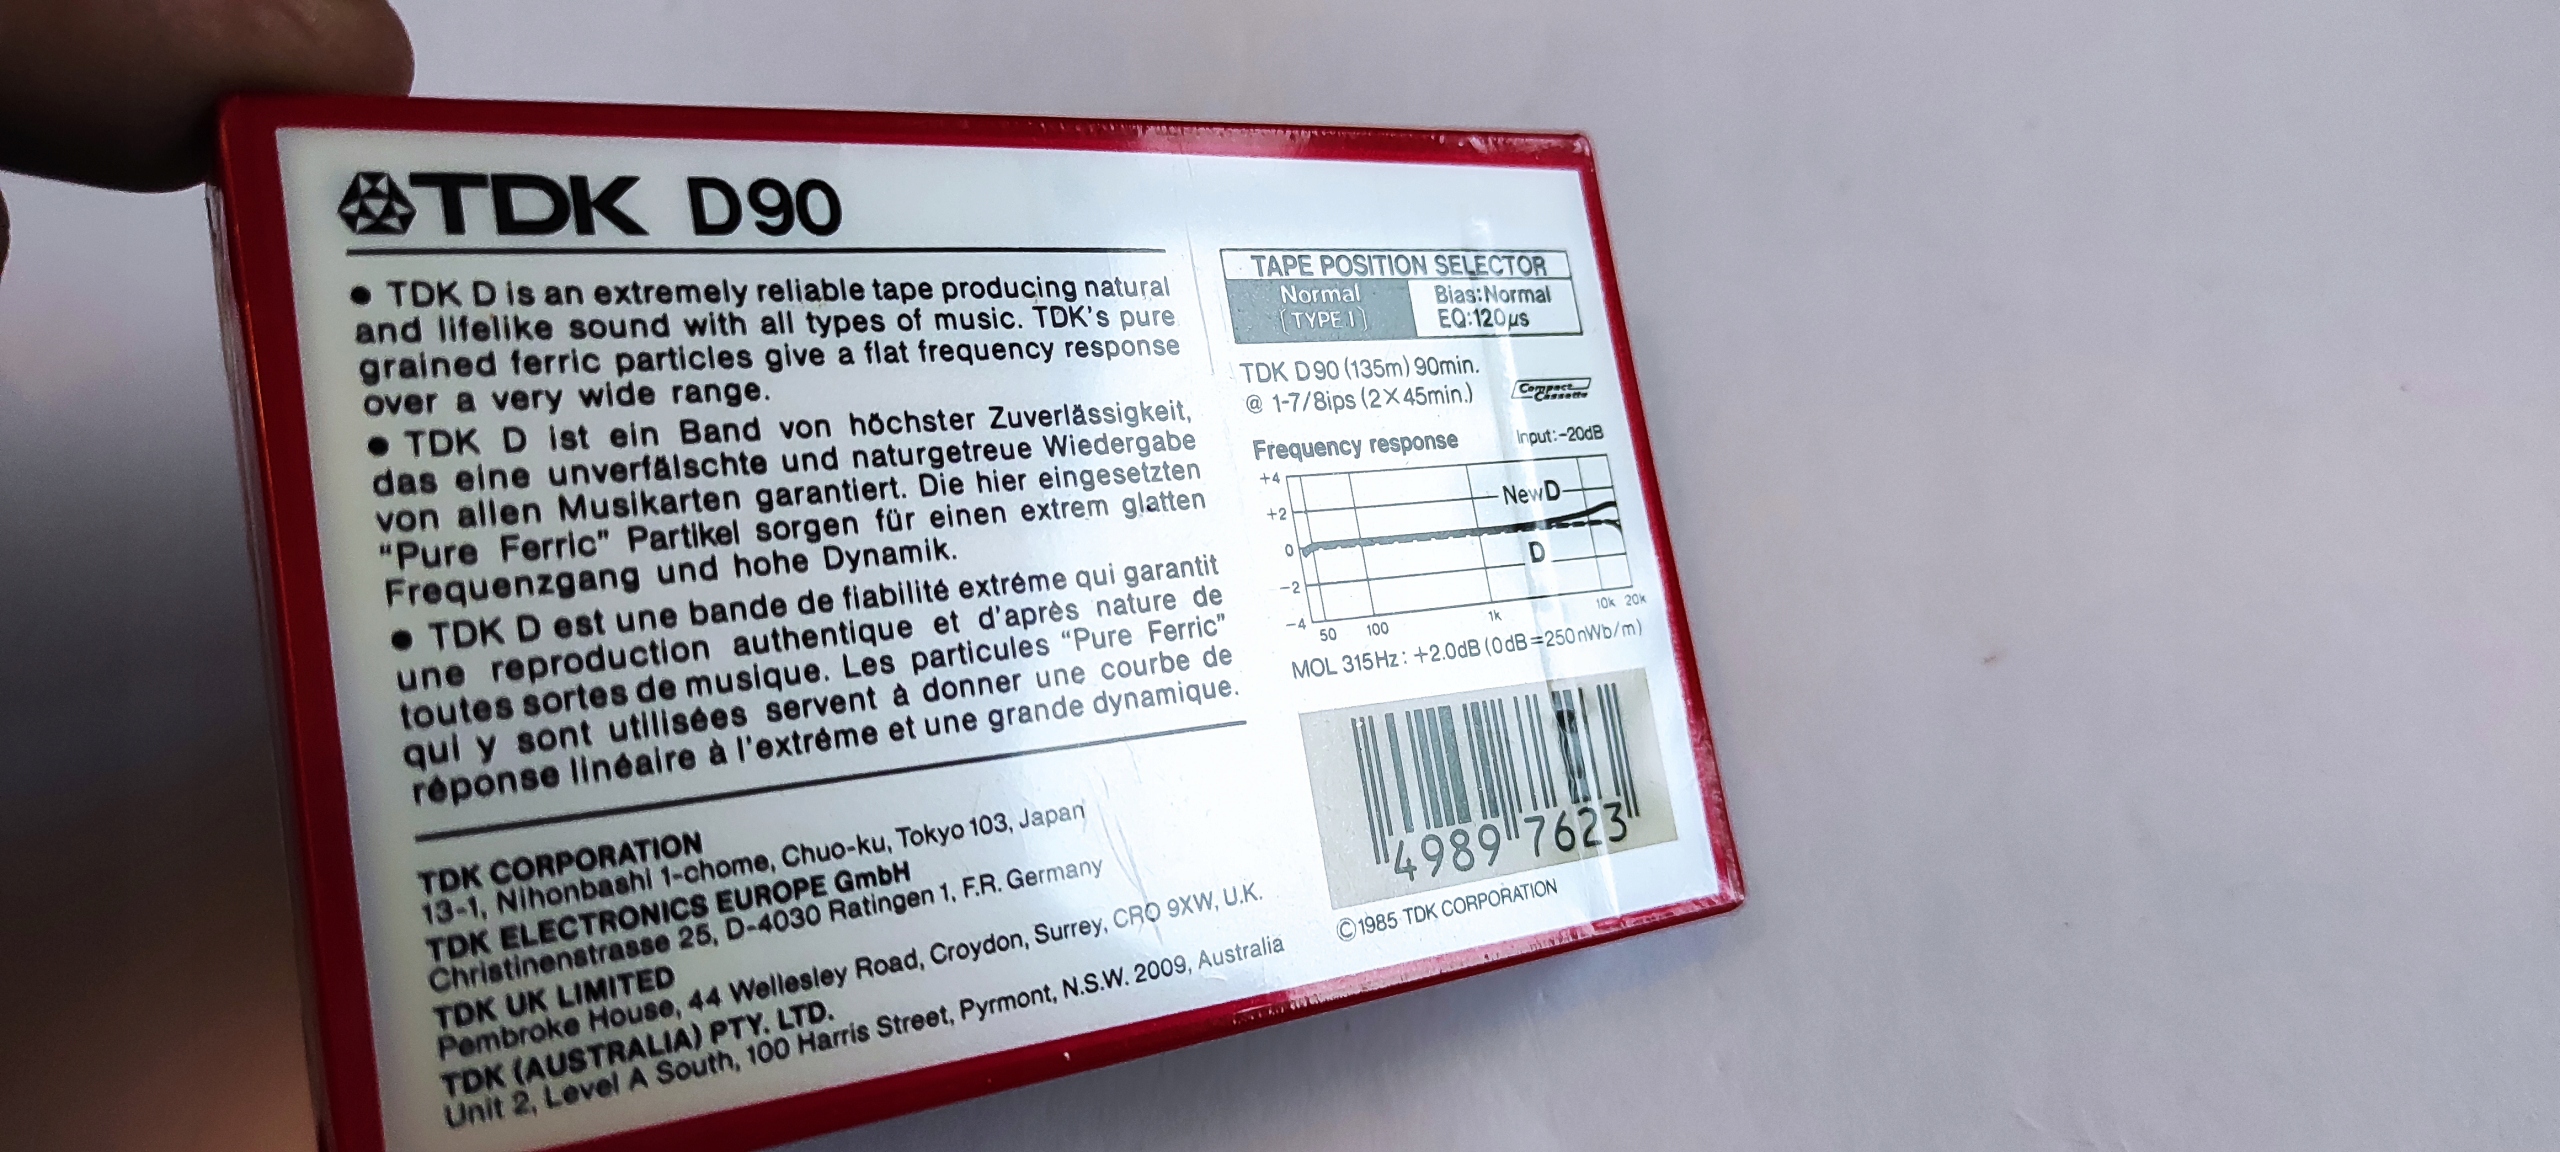 TDK D90
● TDK D is an extremely reliable tape producing natural
and lifelike sound with all types of music. TDK's pure
grained ferric particles give a flat frequency response
over a very wide range.
● TDK D ist ein Band von höchster Zuverlässigkeit,
das eine unverfälschte und naturgetreue Wiedergabe
von allen Musikarten garantiert. Die hier eingesetzten
"Pure Ferric" Partikel sorgen für einen extrem glatten
Frequenzgang und hohe Dynamik.
● TDK D est une bande de fiabilité extrême qui garantit
une reproduction authentique et d'après nature de
toutes sortes de musique. Les particules "Pure Ferric"
qui y sont utilisées servent à donner une courbe de
réponse linéaire à l'extrême et une grande dynamique.
TDK CORPORATION
13-1, Nihonbashi 1-chome, Chuo-ku, Tokyo 103, Japan
TDK ELECTRONICS EUROPE GmbH
Christinenstrasse 25, D-4030 Ratingen 1, F.R. Germany
TDK UK LIMITED
Pembroke House, 44 Wellesley Road, Croydon, Surrey, CRO 9XW, U.K.
TDK (AUSTRALIA) PTY. LTD.
Unit 2, Level A South, 100 Harris Street, Pyrmont, N.S.W. 2009, Australia
TAPE POSITION SELECTOR
Normal
(TYPE I)
Bias:Normal
EQ:120µs
TDK D90 (135m) 90min.
@ 1-7/8ips (2×45min.)
Compact Cassette
Frequency response
Input:-20dB
+4
+2
0
-2
-4
New D
D
50 100 1k 10k 20k
MOL 315Hz: +2.0dB (0dB=250nWb/m)
4989 7623
©1985 TDK CORPORATION